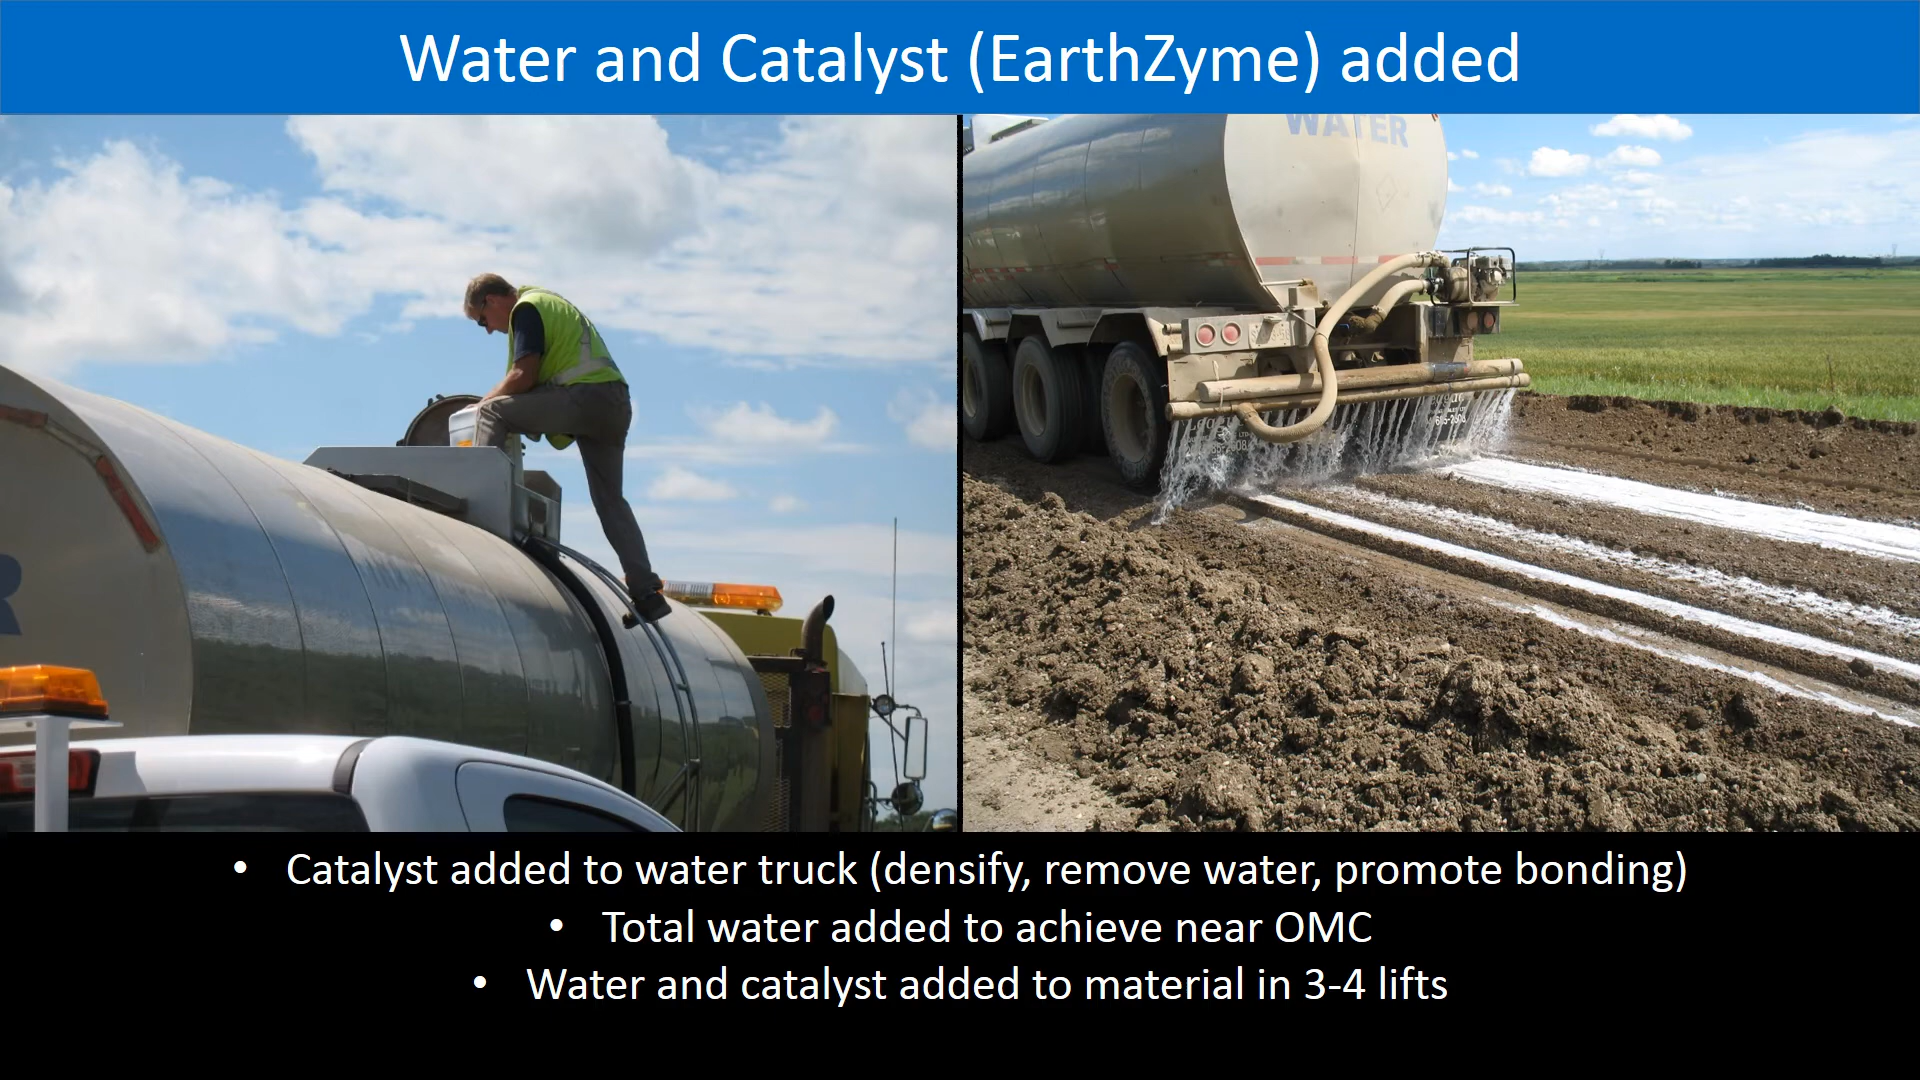 Water and Catalyst (EarthZyme) added
WATER
R
• Catalyst added to water truck (densify, remove water, promote bonding)
• Total water added to achieve near OMC
• Water and catalyst added to material in 3-4 lifts